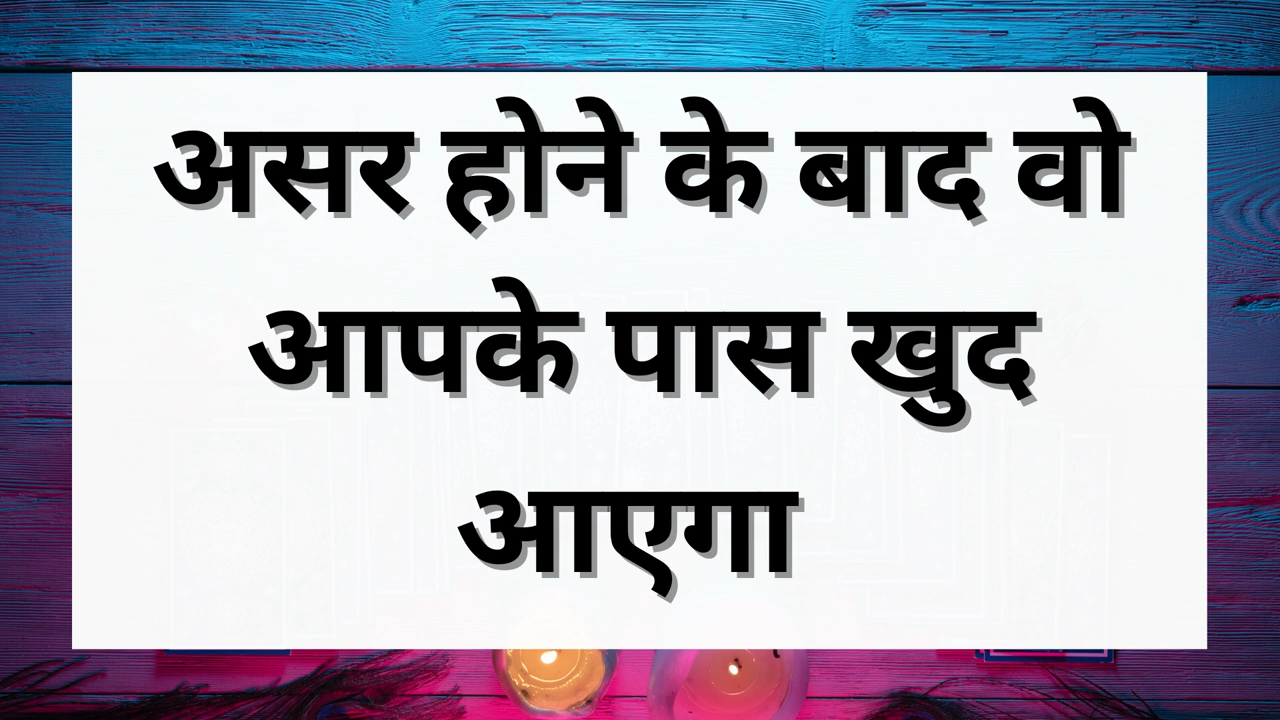 असर होने के बाद वो
आपके पास खुद
आएगा